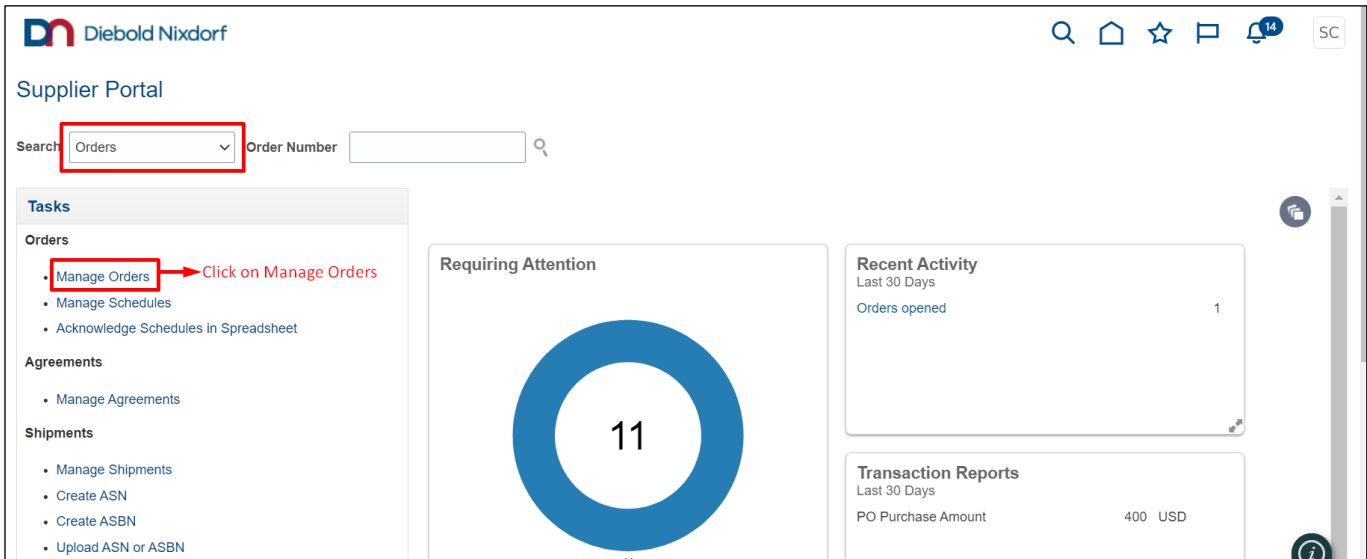 Diebold Nixdorf
14
SC
Supplier Portal
Search Orders Order Number
Tasks
Orders
Manage Orders Click on Manage Orders
Manage Schedules
Acknowledge Schedules in Spreadsheet
Agreements
Manage Agreements
Shipments
Manage Shipments
Create ASN
Create ASBN
Upload ASN or ASBN
Requiring Attention
11
Recent Activity
Last 30 Days
Orders opened 1
Transaction Reports
Last 30 Days
PO Purchase Amount 400 USD